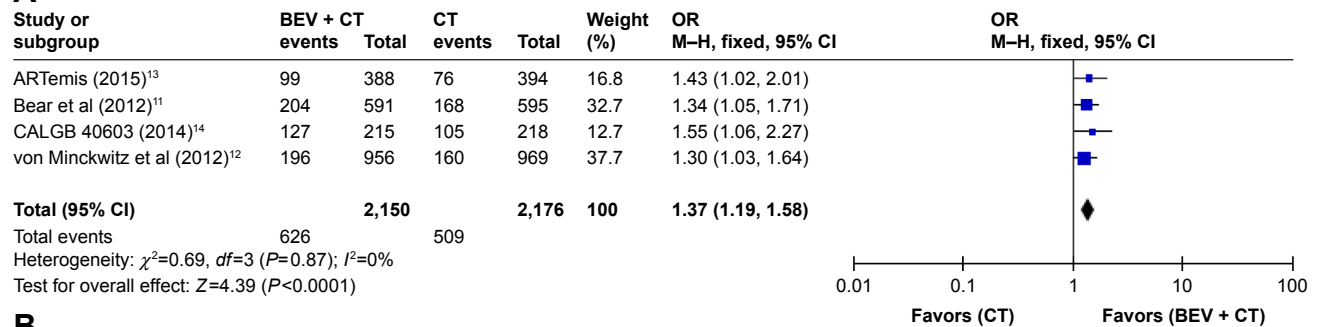 Study or subgroup BEV + CT events Total CT events Total Weight (%) OR M–H, fixed, 95% CI OR M–H, fixed, 95% CI
ARTemis (2015)¹³ 99 388 76 394 16.8 1.43 (1.02, 2.01)
Bear et al (2012)¹¹ 204 591 168 595 32.7 1.34 (1.05, 1.71)
CALGB 40603 (2014)¹⁴ 127 215 105 218 12.7 1.55 (1.06, 2.27)
von Minckwitz et al (2012)¹² 196 956 160 969 37.7 1.30 (1.03, 1.64)
Total (95% CI) 2,150 2,176 100 1.37 (1.19, 1.58)
Total events 626 509
Heterogeneity: χ²=0.69, df=3 (P=0.87); I²=0%
Test for overall effect: Z=4.39 (P<0.0001)
0.01 0.1 1 10 100
Favors (CT) Favors (BEV + CT)